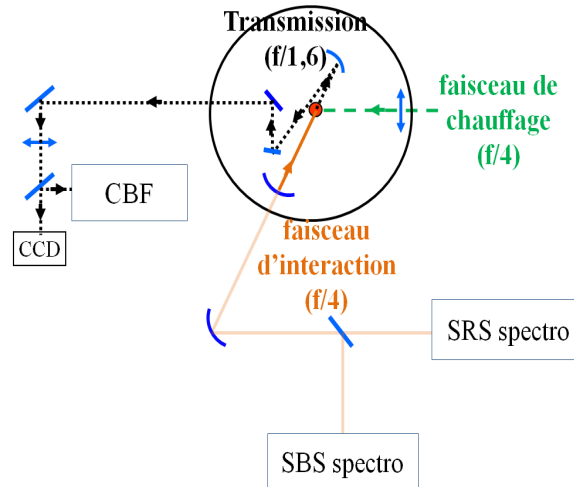 Transmission
(f/1,6)
faisceau de
chauffage
(f/4)
CBF
CCD
faisceau
d'interaction
(f/4)
SRS spectro
SBS spectro